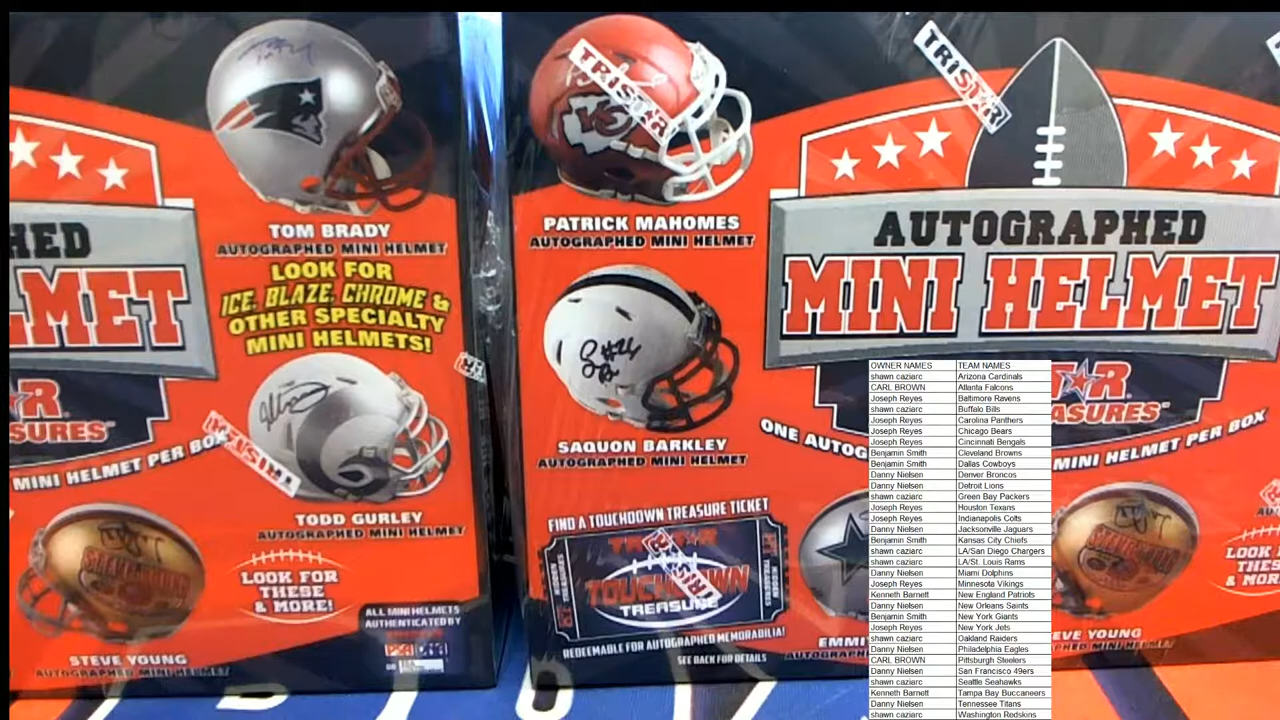 TOM BRADY
AUTOGRAPHED MINI HELMET
LOOK FOR
ICE, BLAZE, CHROME &
OTHER SPECIALTY
MINI HELMETS!
TRISTAR
TODD GURLEY
AUTOGRAPHED MINI HELMET
LOOK FOR
THESE
& MORE!
ALL MINI HELMETS
AUTHENTICATED BY
PSA DNA
STEVE YOUNG
AUTOGRAPHED MINI HELMET
MINI HELMET PER BOX
TRISTAR
PATRICK MAHOMES
AUTOGRAPHED MINI HELMET
SAQUON BARKLEY
AUTOGRAPHED MINI HELMET
FIND A TOUCHDOWN TREASURE TICKET
TOUCHDOWN
TREASURE
REDEEMABLE FOR AUTOGRAPHED MEMORABILIA!
SEE BACK FOR DETAILS
TRISTAR
AUTOGRAPHED
MINI HELMET
ONE AUTOG
MINI HELMET PER BOX
OWNER NAMES TEAM NAMES
shawn caziarc Arizona Cardinals
CARL BROWN Atlanta Falcons
Joseph Reyes Baltimore Ravens
shawn caziarc Buffalo Bills
Joseph Reyes Carolina Panthers
Joseph Reyes Chicago Bears
Joseph Reyes Cincinnati Bengals
Benjamin Smith Cleveland Browns
Benjamin Smith Dallas Cowboys
Danny Nielsen Denver Broncos
Danny Nielsen Detroit Lions
shawn caziarc Green Bay Packers
Joseph Reyes Houston Texans
Joseph Reyes Indianapolis Colts
Danny Nielsen Jacksonville Jaguars
Benjamin Smith Kansas City Chiefs
shawn caziarc LA/San Diego Chargers
shawn caziarc LA/St. Louis Rams
Danny Nielsen Miami Dolphins
Joseph Reyes Minnesota Vikings
Kenneth Barnett New England Patriots
Danny Nielsen New Orleans Saints
Benjamin Smith New York Giants
Joseph Reyes New York Jets
shawn caziarc Oakland Raiders
Danny Nielsen Philadelphia Eagles
CARL BROWN Pittsburgh Steelers
Danny Nielsen San Francisco 49ers
shawn caziarc Seattle Seahawks
Kenneth Barnett Tampa Bay Buccaneers
Danny Nielsen Tennessee Titans
shawn caziarc Washington Redskins